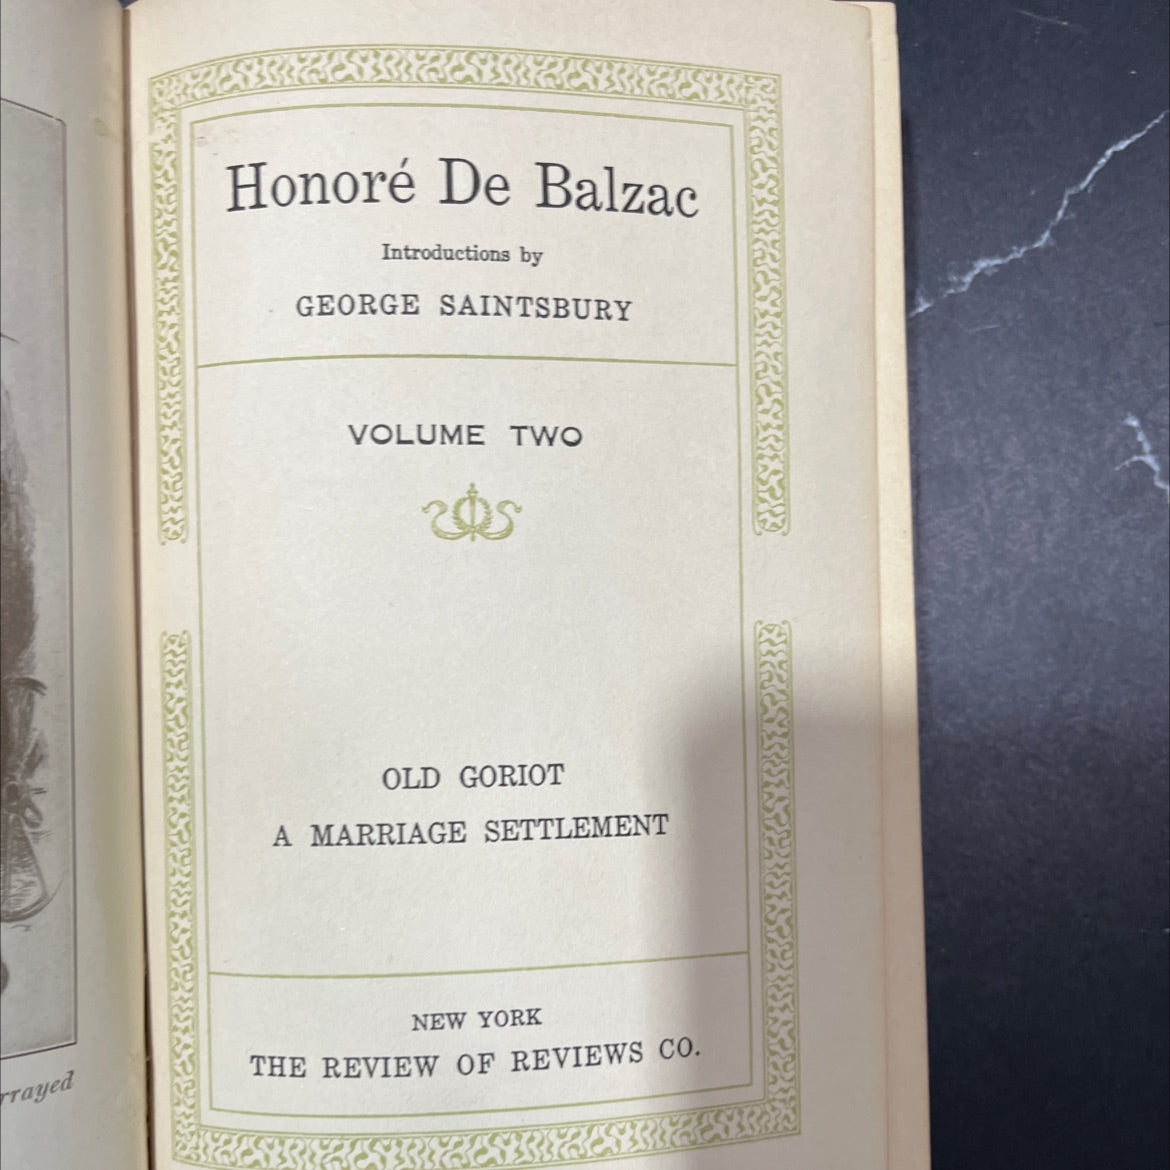 Honoré De Balzac
Introductions by
GEORGE SAINTSBURY
VOLUME TWO
OLD GORIOT
A MARRIAGE SETTLEMENT
NEW YORK
THE REVIEW OF REVIEWS CO.
rrayed